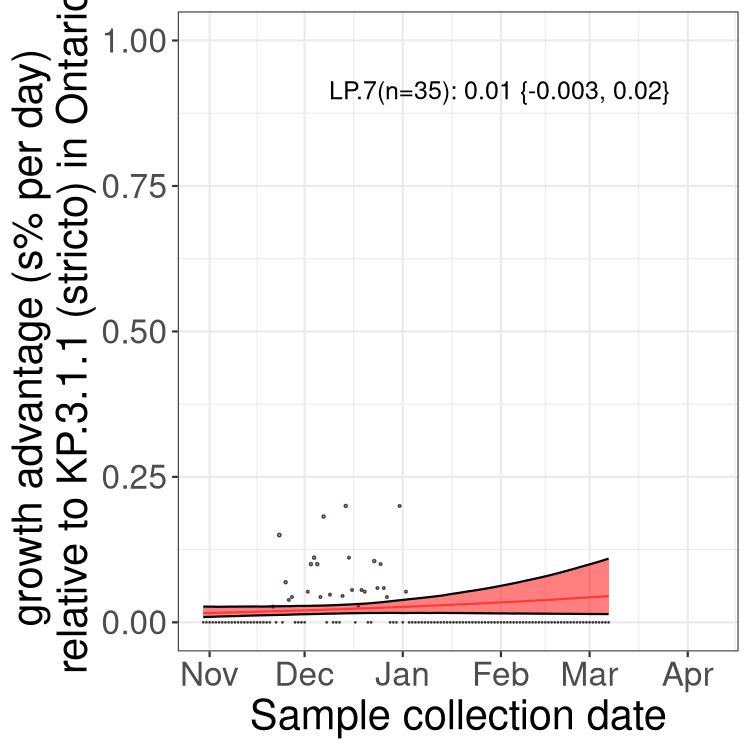 growth advantage (s% per day)
relative to KP.3.1.1 (stricto) in Ontario
1.00
0.75
0.50
0.25
0.00
LP.7(n=35): 0.01 {-0.003, 0.02}
Nov Dec Jan Feb Mar Apr
Sample collection date